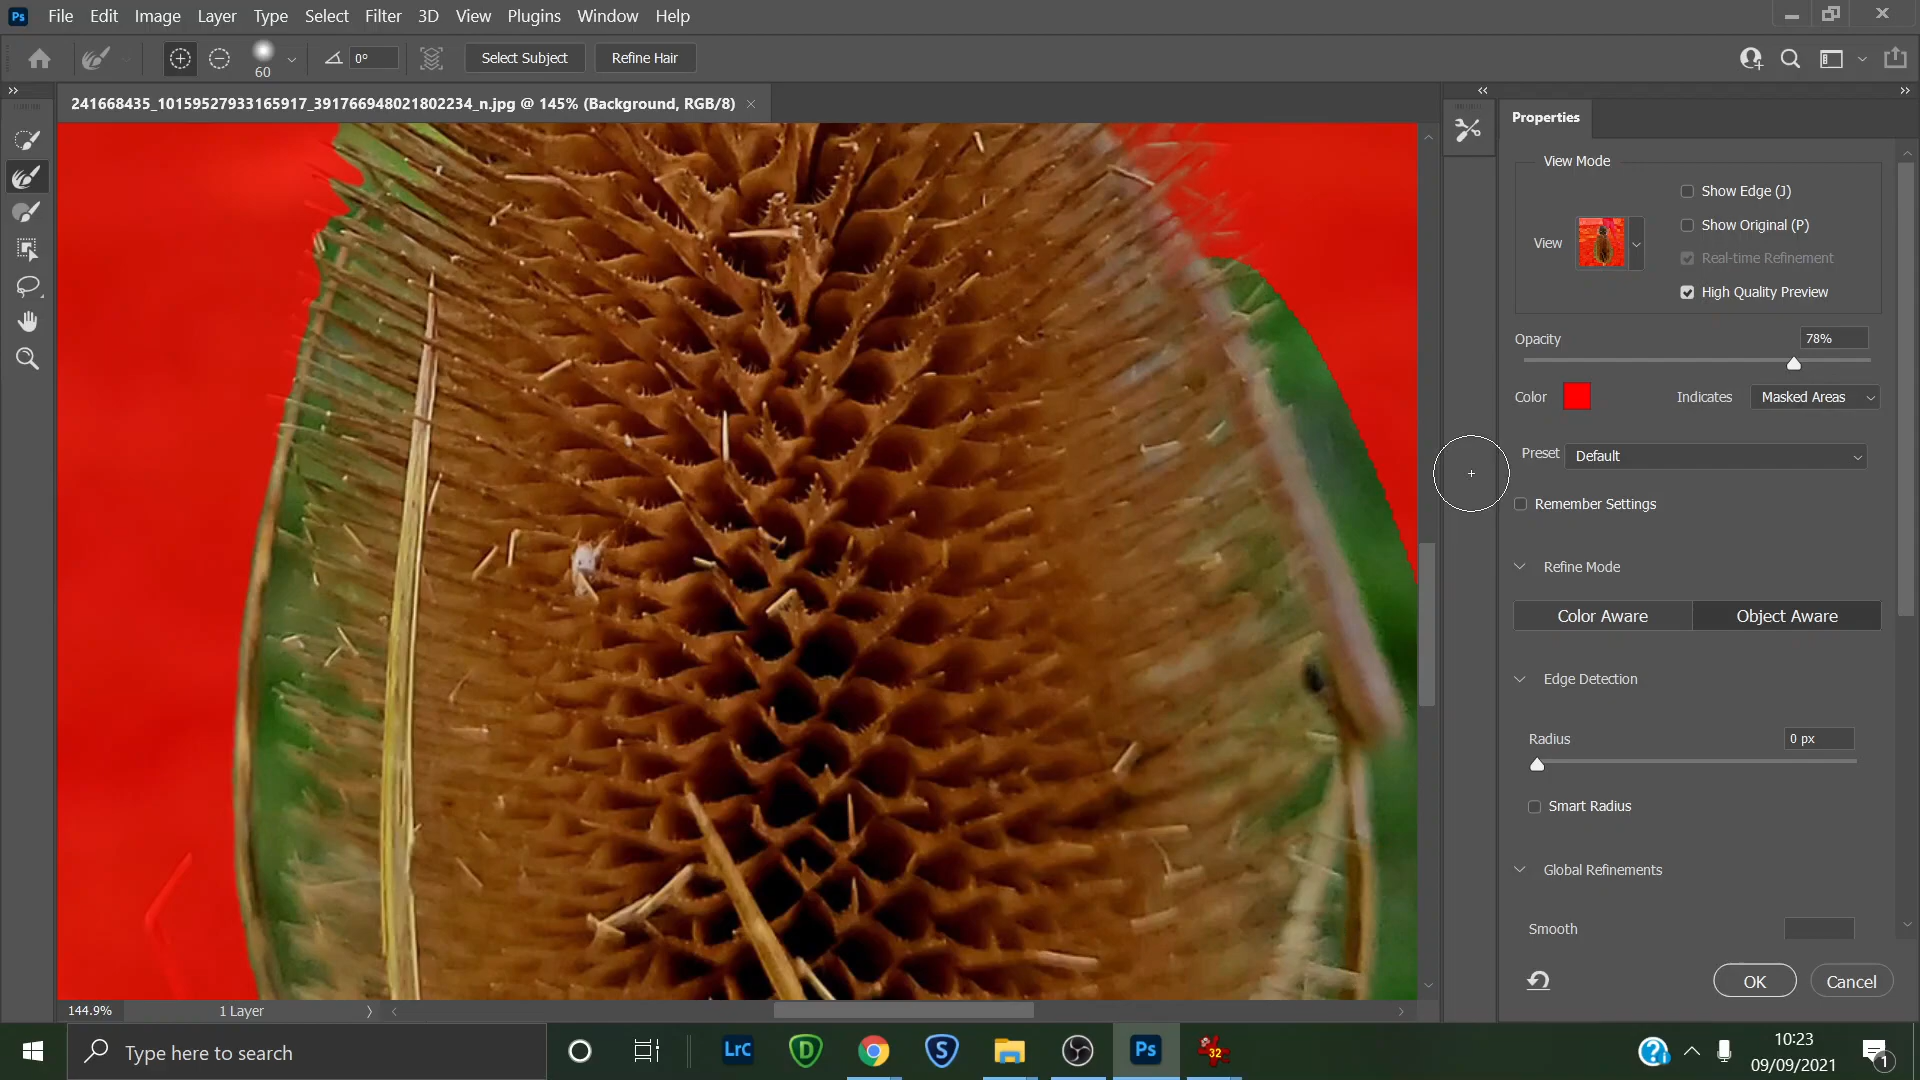 Ps File Edit Image Layer Type Select Filter 3D View Plugins Window Help
60 0° Select Subject Refine Hair
241668435_10159527933165917_391766948021802234_n.jpg @ 145% (Background, RGB/8)
Properties
View Mode
Show Edge (J)
Show Original (P)
View
Real-time Refinement
High Quality Preview
Opacity 78%
Color Indicates Masked Areas
Preset Default
Remember Settings
Refine Mode
Color Aware Object Aware
Edge Detection
Radius 0 px
Smart Radius
Global Refinements
Smooth
OK Cancel
144.9% 1 Layer
Type here to search LrC D S Ps 32 10:23
09/09/2021 1